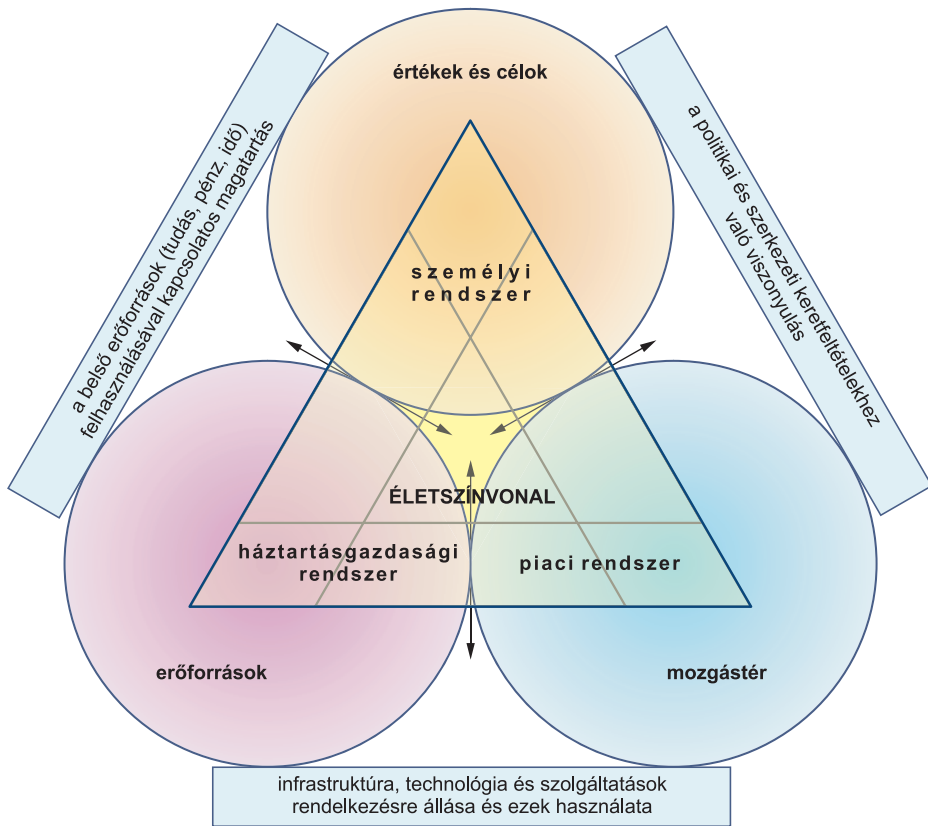 értékek és célok
a belső erőforrások (tudás, pénz, idő)
felhasználásával kapcsolatos magatartás
a politikai és szerkezeti keretfeltételekhez
való viszonyulás
személyi
rendszer
ÉLETSZÍNVONAL
háztartásgazdasági
rendszer
piaci rendszer
erőforrások
mozgástér
infrastruktúra, technológia és szolgáltatások
rendelkezésre állása és ezek használata